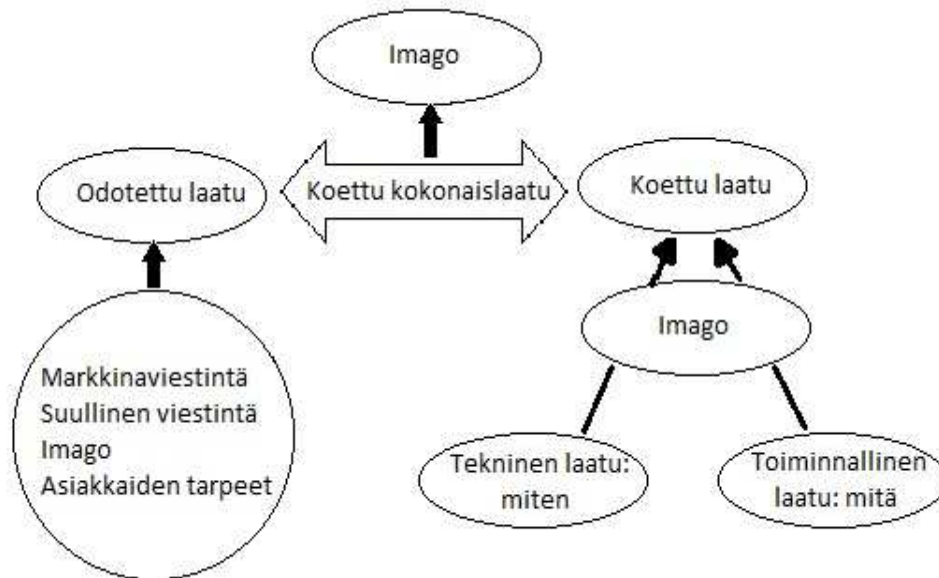 Imago
Odotettu laatu
Koettu kokonaislaatu
Koettu laatu
Markkinaviestintä
Suullinen viestintä
Imago
Asiakkaiden tarpeet
Imago
Tekninen laatu:
miten
Toiminnallinen
laatu: mitä